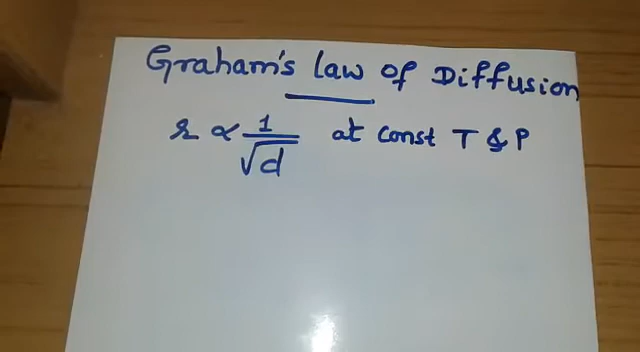 Graham's law of Diffusion
r ∝ 1/√d at const T & P